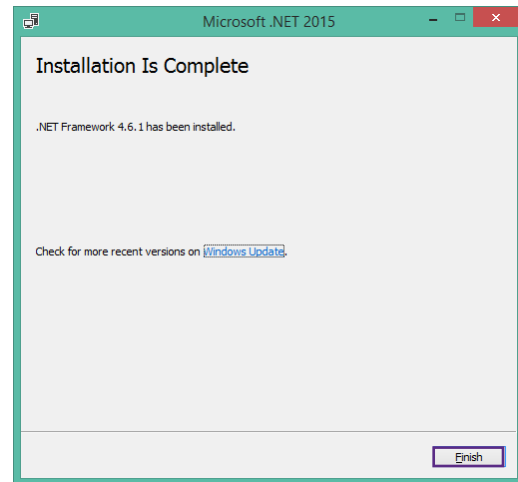 Microsoft .NET 2015
Installation Is Complete
.NET Framework 4.6.1 has been installed.
Check for more recent versions on Windows Update.
Finish